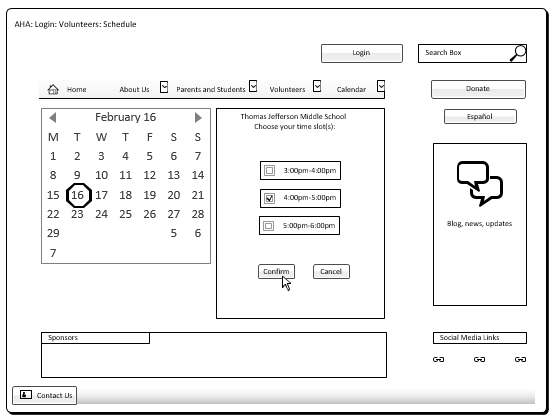 AHA: Login: Volunteers: Schedule
Login
Search Box
Home About Us Parents and Students Volunteers Calendar
Donate
Español
February 16
M T W T F S S
1 2 3 4 5 6 7
8 9 10 11 12 13 14
15 16 17 18 19 20 21
22 23 24 25 26 27 28
29 5 6
7
Thomas Jefferson Middle School
Choose your time slot(s):
3:00pm-4:00pm
4:00pm-5:00pm
5:00pm-6:00pm
Confirm Cancel
Blog, news, updates
Sponsors
Social Media Links
Contact Us